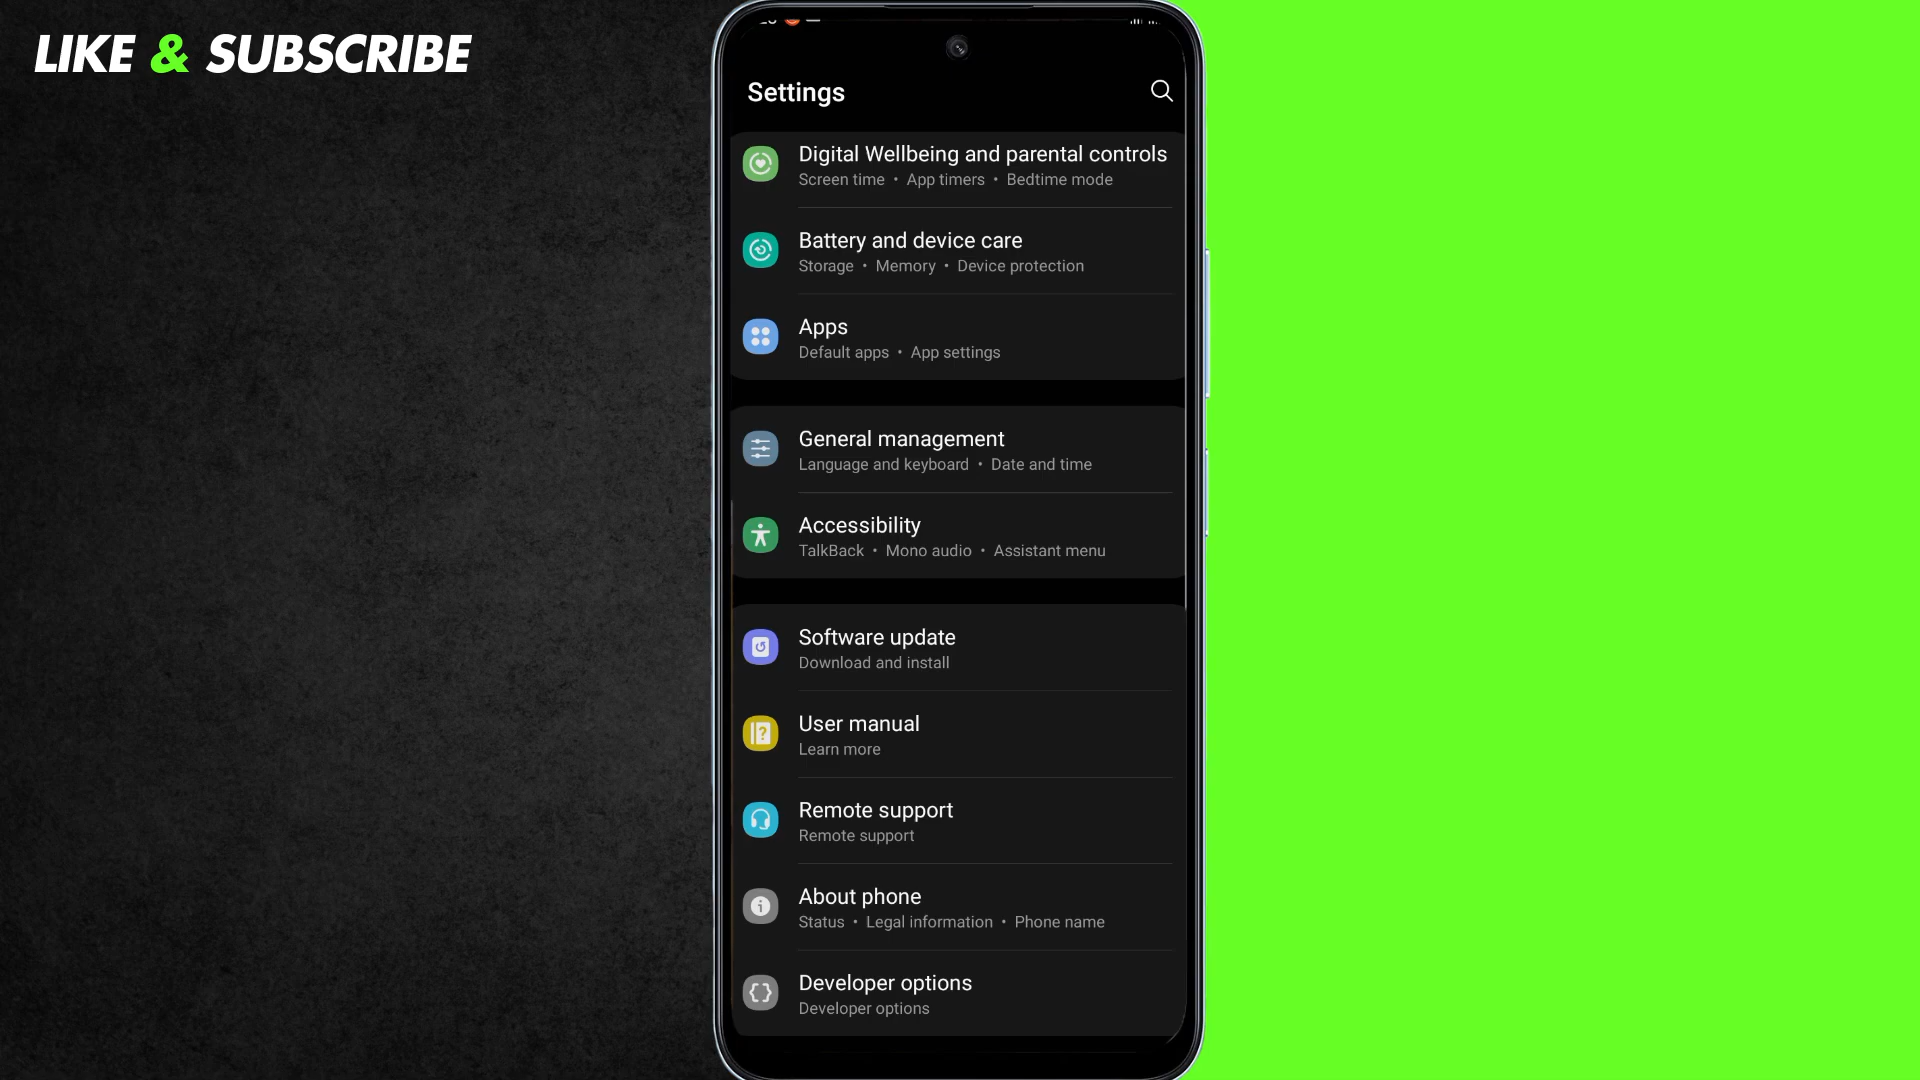 LIKE & SUBSCRIBE
Settings
Digital Wellbeing and parental controls
Screen time • App timers • Bedtime mode
Battery and device care
Storage • Memory • Device protection
Apps
Default apps • App settings
General management
Language and keyboard • Date and time
Accessibility
TalkBack • Mono audio • Assistant menu
Software update
Download and install
User manual
Learn more
Remote support
Remote support
About phone
Status • Legal information • Phone name
Developer options
Developer options